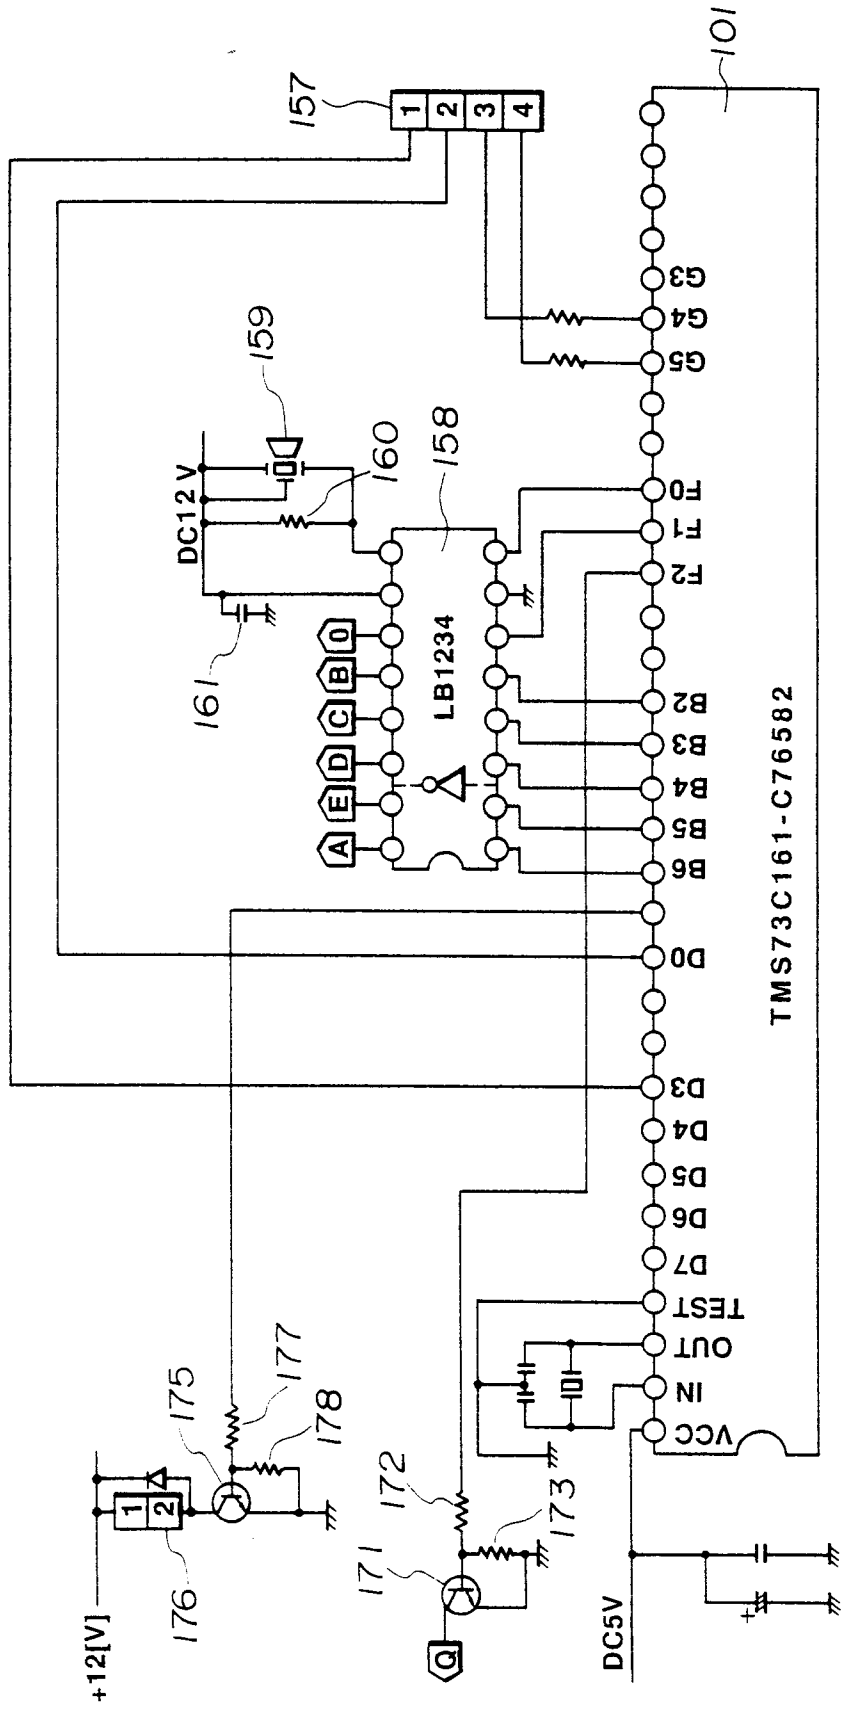 +12[V]
1
2
176
175
177
178
Q
171
172
173
DC5V
A
E
D
C
B
0
161
DC12V
159
160
158
LB1234
157
1
2
3
4
VCC
IN
OUT
TEST
D7
D6
D5
D4
D3
D0
B6
B5
B4
B3
B2
F2
F1
F0
G5
G4
G3
TMS73C161-C76582
101
+